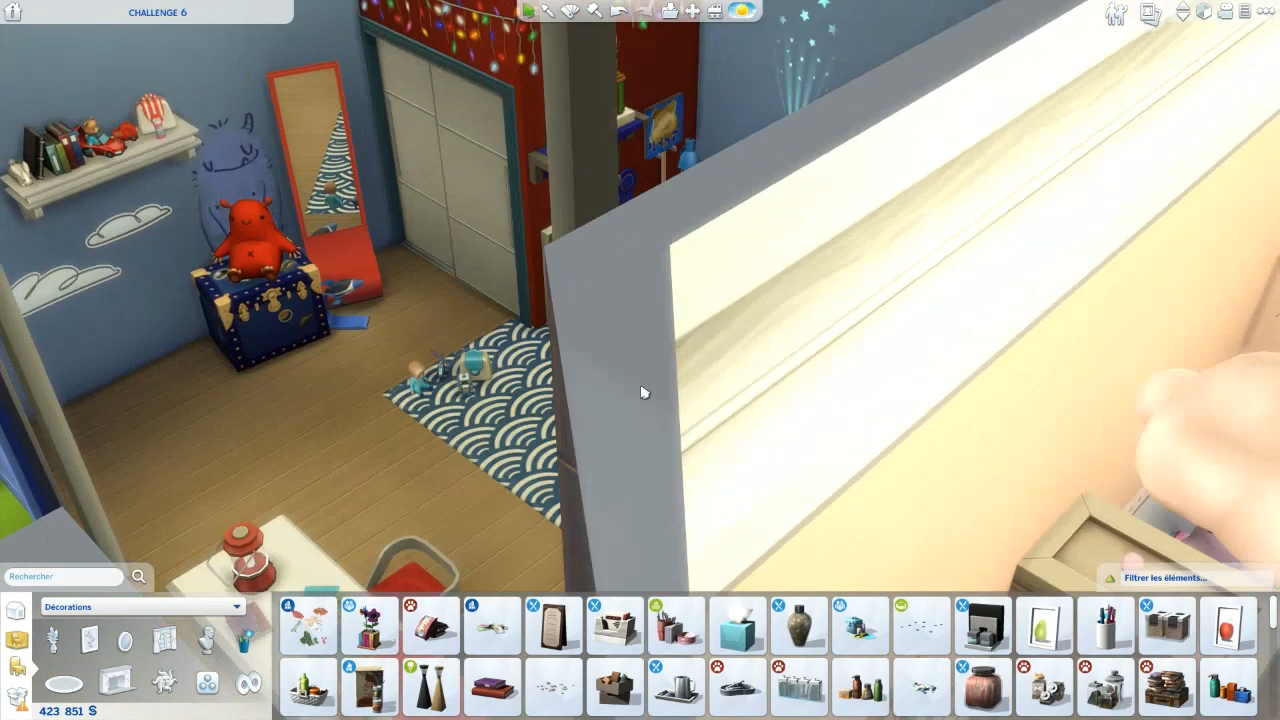 CHALLENGE 6
Rechercher
Filtrer les éléments...
Décorations
423 851 $